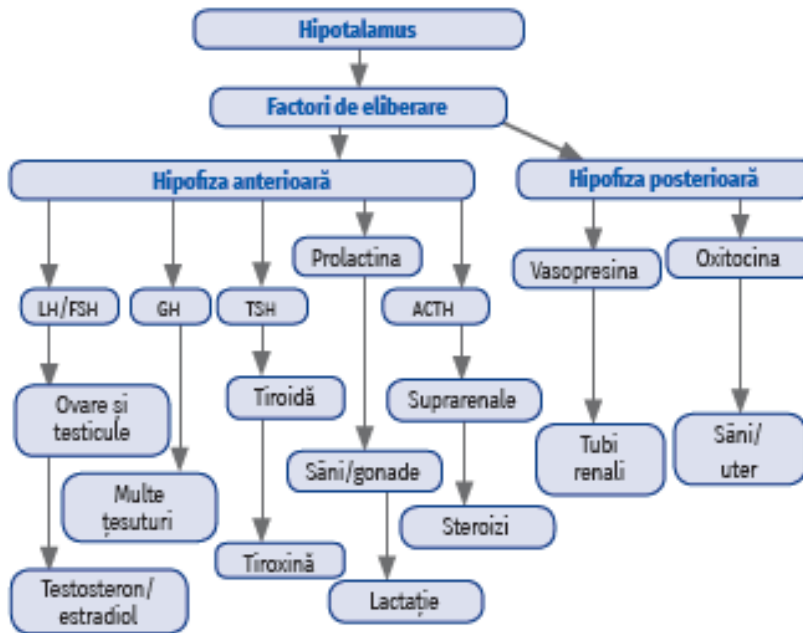 Hipotalamus
Factori de eliberare
Hipofiza anterioară
Hipofiza posterioară
Prolactina
Vasopresina
Oxitocina
LH/FSH
GH
TSH
ACTH
Ovare și
testicule
Tiroidă
Suprarenale
Tubi
renali
Sâni/
uter
Multe
țesuturi
Sâni/gonade
Steroizi
Tiroxină
Testosteron/
estradiol
Lactație